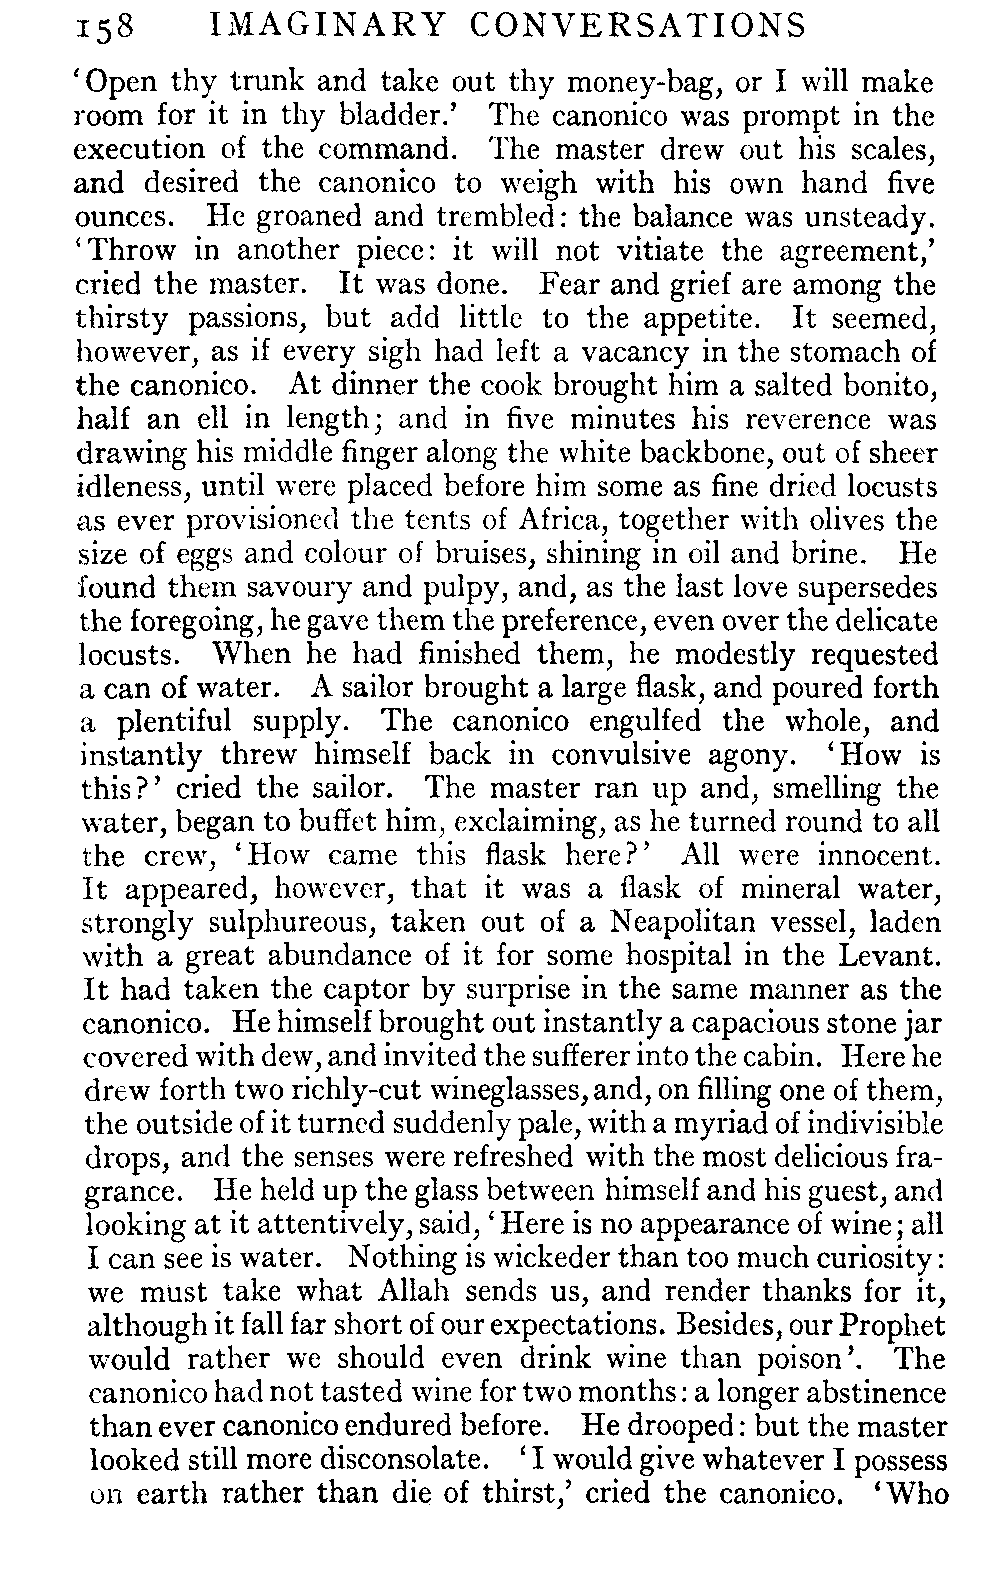 158 IMAGINARY CONVERSATIONS
‘Open thy trunk and take out thy money-bag, or I will make
room for it in thy bladder.’ The canonico was prompt in the
execution of the command. The master drew out his scales,
and desired the canonico to weigh with his own hand five
ounces. He groaned and trembled: the balance was unsteady.
‘Throw in another piece: it will not vitiate the agreement,’
cried the master. It was done. Fear and grief are among the
thirsty passions, but add little to the appetite. It seemed,
however, as if every sigh had left a vacancy in the stomach of
the canonico. At dinner the cook brought him a salted bonito,
half an ell in length; and in five minutes his reverence was
drawing his middle finger along the white backbone, out of sheer
idleness, until were placed before him some as fine dried locusts
as ever provisioned the tents of Africa, together with olives the
size of eggs and colour of bruises, shining in oil and brine. He
found them savoury and pulpy, and, as the last love supersedes
the foregoing, he gave them the preference, even over the delicate
locusts. When he had finished them, he modestly requested
a can of water. A sailor brought a large flask, and poured forth
a plentiful supply. The canonico engulfed the whole, and
instantly threw himself back in convulsive agony. ‘How is
this?’ cried the sailor. The master ran up and, smelling the
water, began to buffet him, exclaiming, as he turned round to all
the crew, ‘How came this flask here?’ All were innocent.
It appeared, however, that it was a flask of mineral water,
strongly sulphureous, taken out of a Neapolitan vessel, laden
with a great abundance of it for some hospital in the Levant.
It had taken the captor by surprise in the same manner as the
canonico. He himself brought out instantly a capacious stone jar
covered with dew, and invited the sufferer into the cabin. Here he
drew forth two richly-cut wineglasses, and, on filling one of them,
the outside of it turned suddenly pale, with a myriad of indivisible
drops, and the senses were refreshed with the most delicious fra-
grance. He held up the glass between himself and his guest, and
looking at it attentively, said, ‘Here is no appearance of wine; all
I can see is water. Nothing is wickeder than too much curiosity:
we must take what Allah sends us, and render thanks for it,
although it fall far short of our expectations. Besides, our Prophet
would rather we should even drink wine than poison’. The
canonico had not tasted wine for two months: a longer abstinence
than ever canonico endured before. He drooped: but the master
looked still more disconsolate. ‘I would give whatever I possess
on earth rather than die of thirst,’ cried the canonico. ‘Who